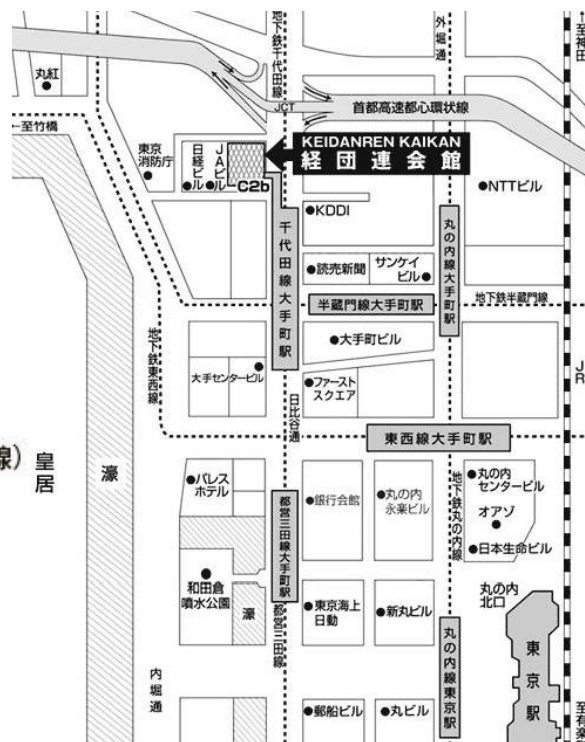 丸紅
←至竹橋
地下鉄千代田線
外堀通
←至神田
JCT
首都高速都心環状線
KEIDANREN KAIKAN
経団連会館
東京
消防庁
日経ビル
JAビル
C2b
KDDI
NTTビル
読売新聞
サンケイ
ビル
千代田線大手町駅
丸の内線大手町駅
半蔵門線大手町駅
地下鉄半蔵門線
大手町ビル
地下鉄東西線
大手センタービル
ファースト
スクエア
JR
日比谷通
東西線大手町駅
線)
皇居
濠
パレス
ホテル
都営三田線大手町駅
銀行会館
丸の内
永楽ビル
地下鉄丸の内線
丸の内
センタービル
オアゾ
日本生命ビル
和田倉
噴水公園
濠
都営三田線
東京海上
日動
新丸ビル
丸の内
北口
内堀通
丸の内線東京駅
東京駅
郵船ビル
丸ビル